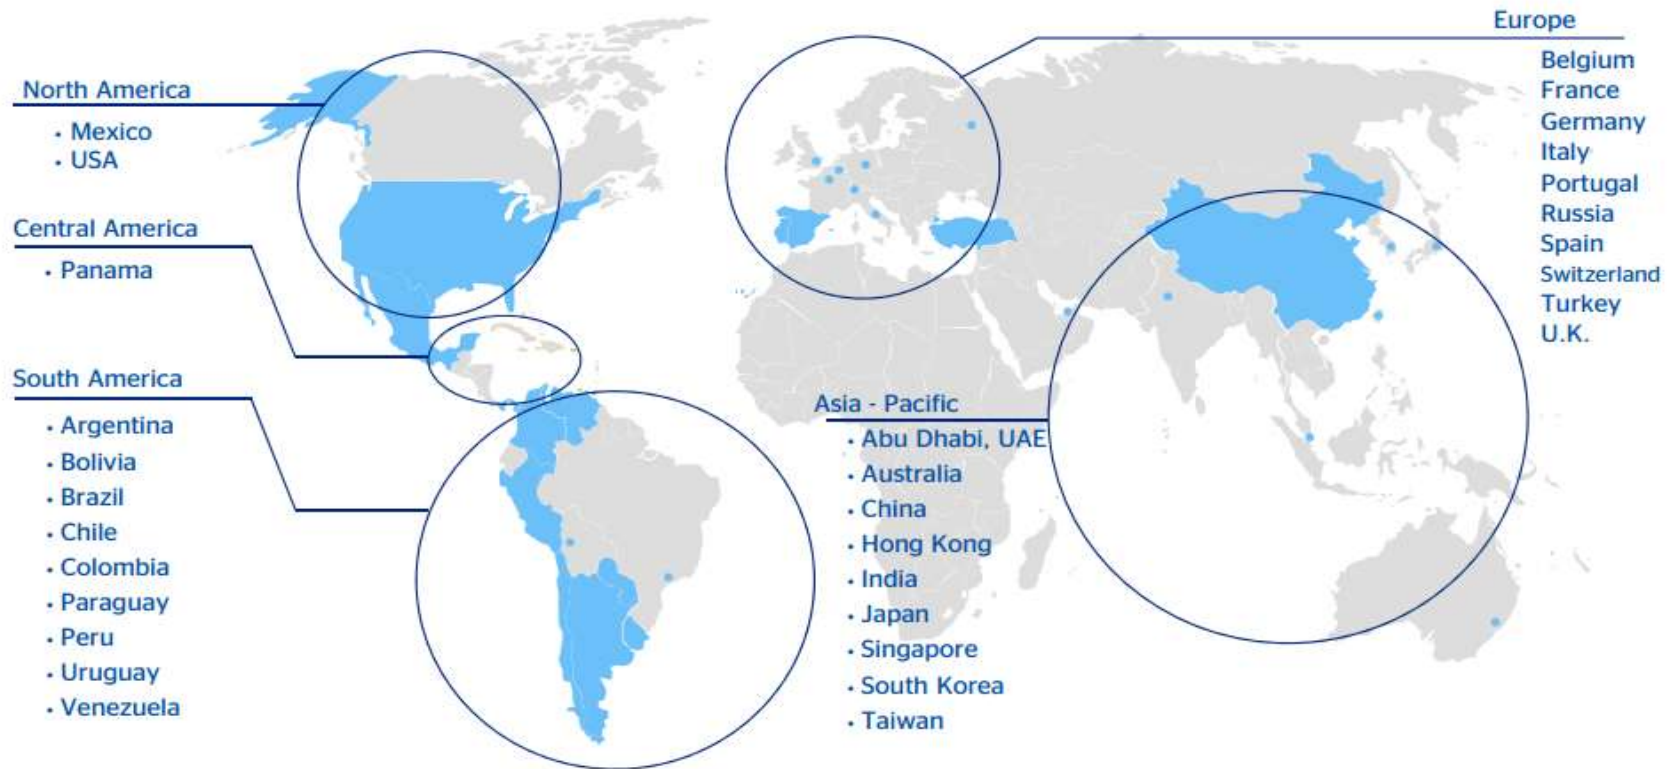 North America
• Mexico
• USA
Central America
• Panama
South America
• Argentina
• Bolivia
• Brazil
• Chile
• Colombia
• Paraguay
• Peru
• Uruguay
• Venezuela
Europe
Belgium
France
Germany
Italy
Portugal
Russia
Spain
Switzerland
Turkey
U.K.
Asia - Pacific
• Abu Dhabi, UAE
• Australia
• China
• Hong Kong
• India
• Japan
• Singapore
• South Korea
• Taiwan